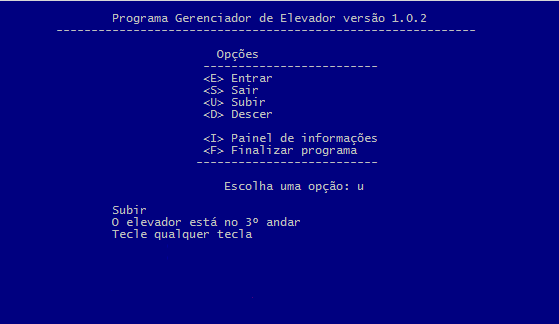 Programa Gerenciador de Elevador versão 1.0.2
------------------------------------------------------------
Opções
-------------------------
<E> Entrar
<S> Sair
<U> Subir
<D> Descer
<I> Painel de informações
<F> Finalizar programa
--------------------------
Escolha uma opção: u
Subir
O elevador está no 3º andar
Tecle qualquer tecla